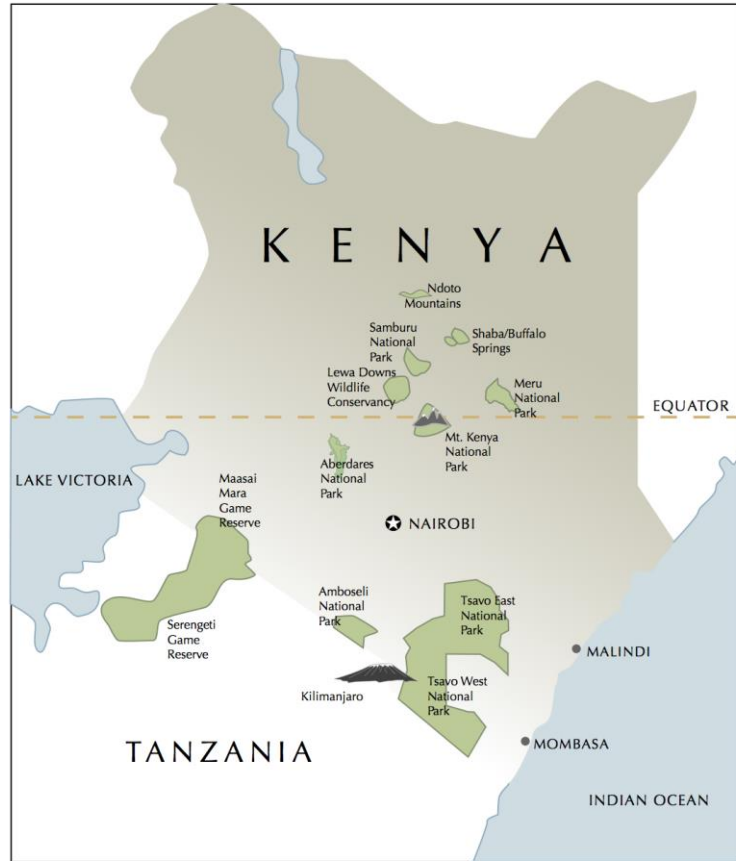 KENYA
Ndoto
Mountains
Samburu
National
Park
Shaba/Buffalo
Springs
Lewa Downs
Wildlife
Conservancy
Meru
National
Park
EQUATOR
Mt. Kenya
National
Park
Aberdares
National
Park
LAKE VICTORIA
Maasai
Mara
Game
Reserve
NAIROBI
Amboseli
National
Park
Tsavo East
National
Park
Serengeti
Game
Reserve
MALINDI
Kilimanjaro
Tsavo West
National
Park
TANZANIA
MOMBASA
INDIAN OCEAN